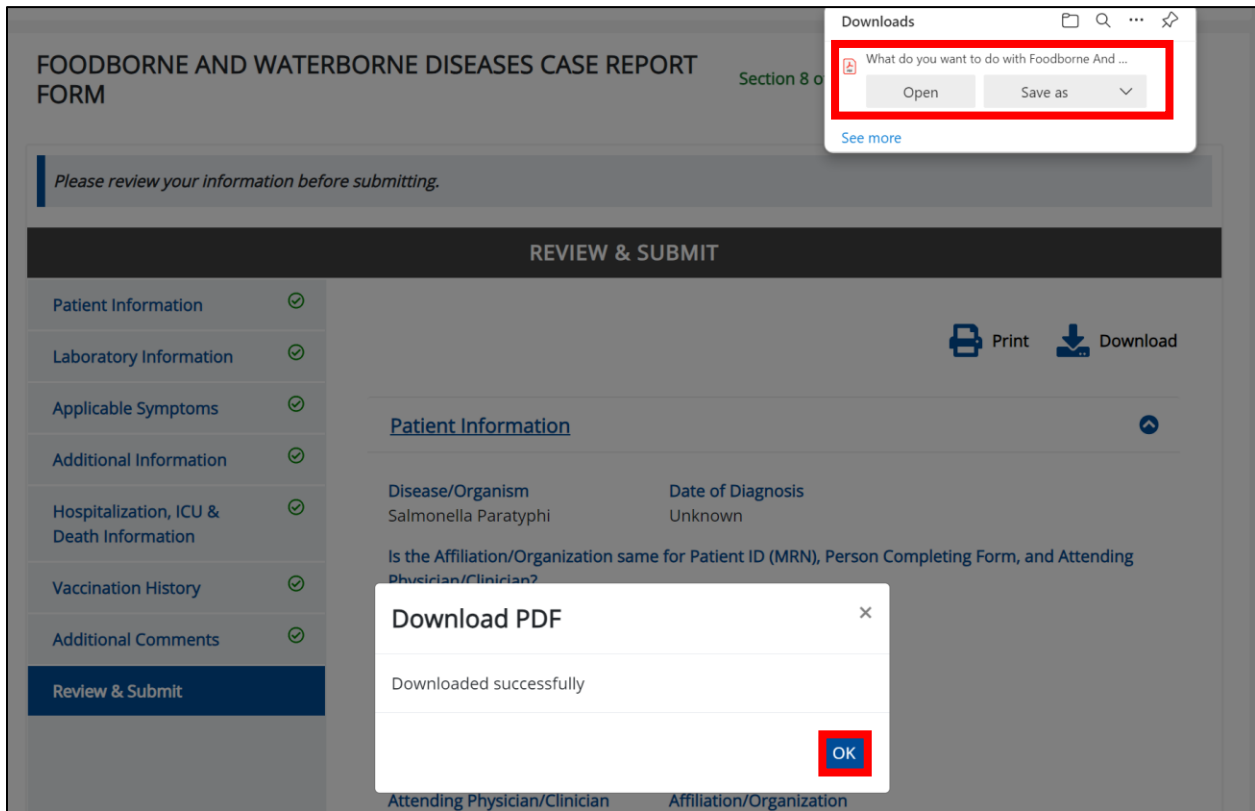 Downloads
What do you want to do with Foodborne And ...
Open
Save as
See more
FOODBORNE AND WATERBORNE DISEASES CASE REPORT
FORM
Section 8 o
Please review your information before submitting.
REVIEW & SUBMIT
Patient Information
Laboratory Information
Applicable Symptoms
Additional Information
Hospitalization, ICU &
Death Information
Vaccination History
Additional Comments
Review & Submit
Print
Download
Patient Information
Disease/Organism
Date of Diagnosis
Salmonella Paratyphi
Unknown
Is the Affiliation/Organization same for Patient ID (MRN), Person Completing Form, and Attending
Physician/Clinician?
Download PDF
Downloaded successfully
OK
Attending Physician/Clinician
Affiliation/Organization